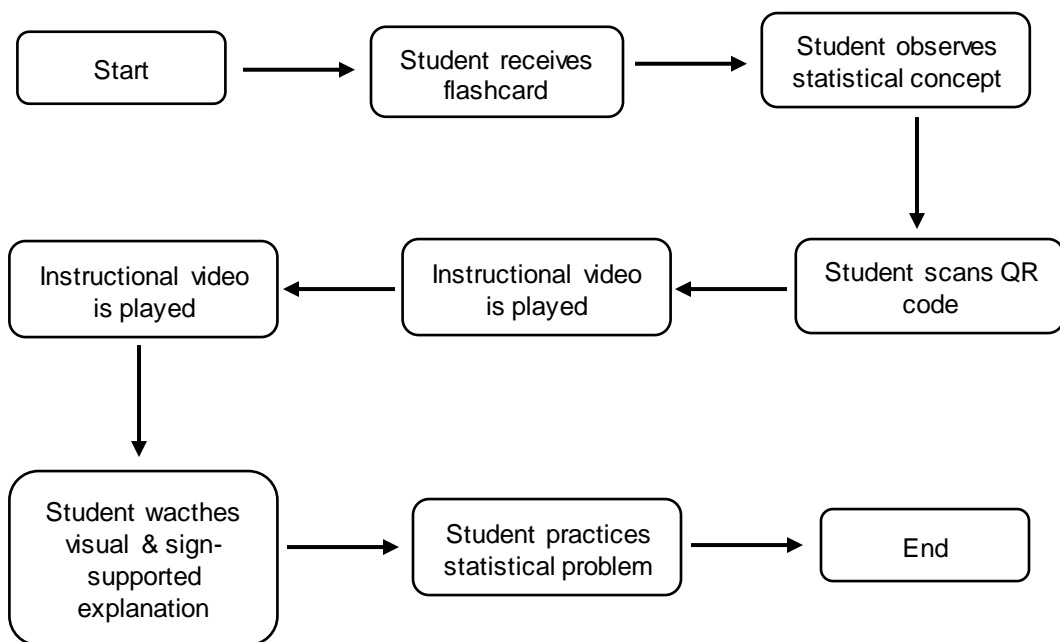 Start
Student receives
flashcard
Student observes
statistical concept
Student scans QR
code
Instructional video
is played
Instructional video
is played
Student wacthes
visual & sign-
supported
explanation
Student practices
statistical problem
End